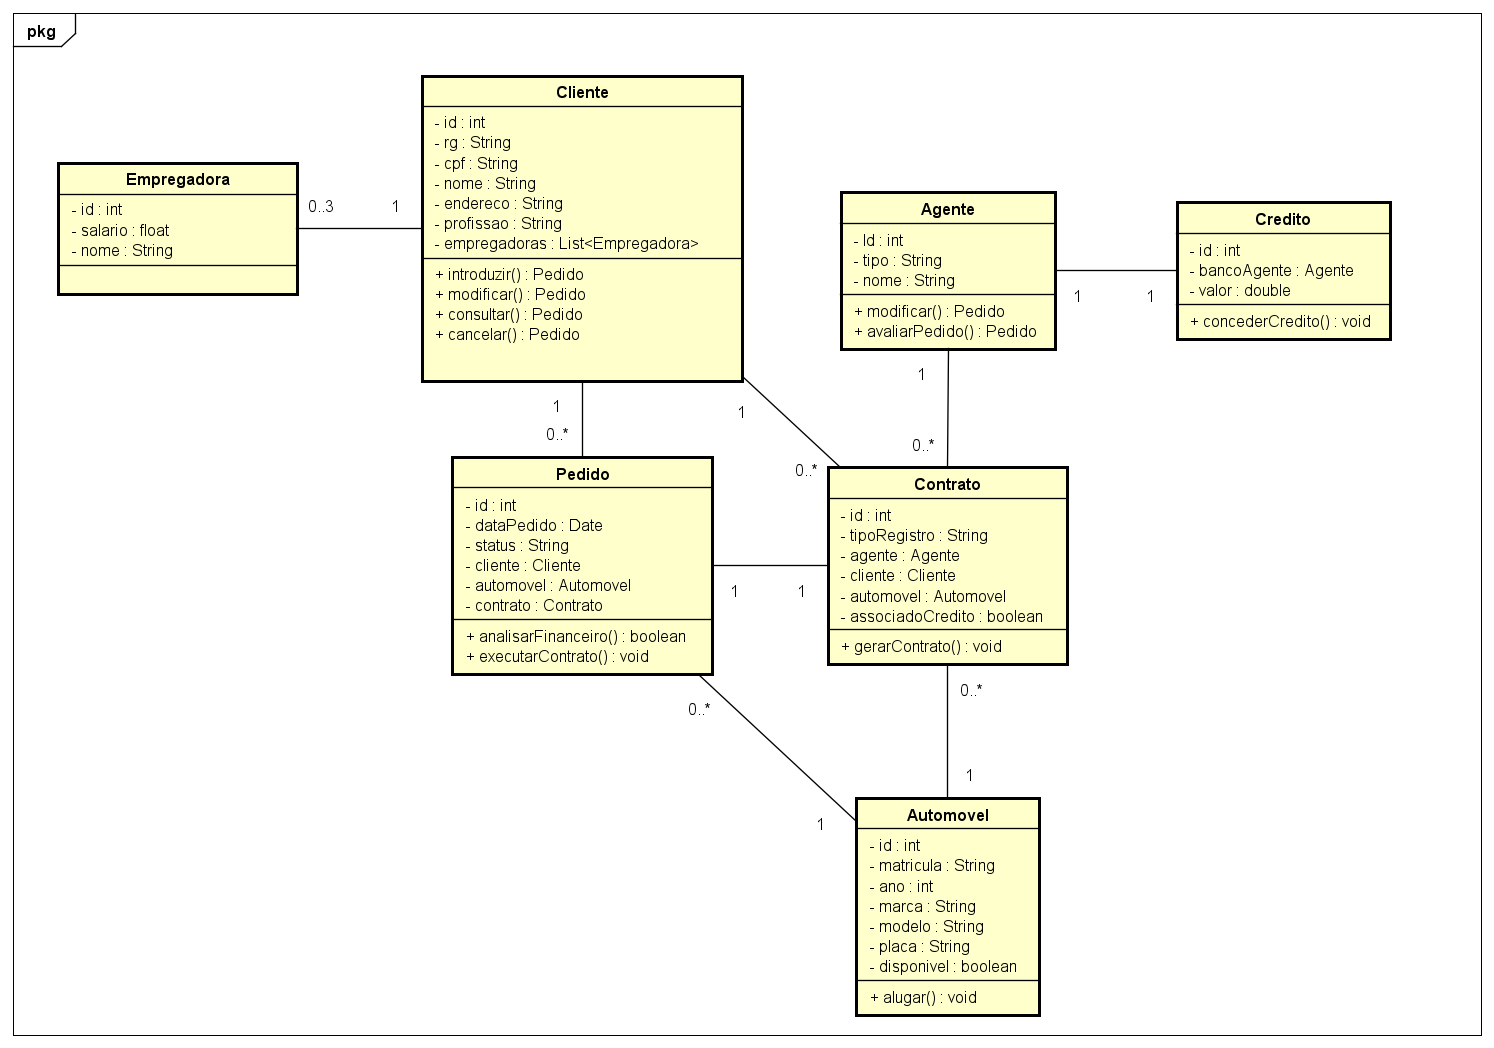 pkg
Cliente
- id : int
- rg : String
- cpf : String
- nome : String
- endereco : String
- profissao : String
- empregadoras : List<Empregadora>
+ introduzir() : Pedido
+ modificar() : Pedido
+ consultar() : Pedido
+ cancelar() : Pedido
Empregadora
- id : int
- salario : float
- nome : String
0..3
1
Agente
- Id : int
- tipo : String
- nome : String
+ modificar() : Pedido
+ avaliarPedido() : Pedido
1
1
Credito
- id : int
- bancoAgente : Agente
- valor : double
+ concederCredito() : void
1
0..*
1
0..*
1
0..*
Pedido
- id : int
- dataPedido : Date
- status : String
- cliente : Cliente
- automovel : Automovel
- contrato : Contrato
+ analisarFinanceiro() : boolean
+ executarContrato() : void
1
1
Contrato
- id : int
- tipoRegistro : String
- agente : Agente
- cliente : Cliente
- automovel : Automovel
- associadoCredito : boolean
+ gerarContrato() : void
0..*
1
0..*
1
Automovel
- id : int
- matricula : String
- ano : int
- marca : String
- modelo : String
- placa : String
- disponivel : boolean
+ alugar() : void